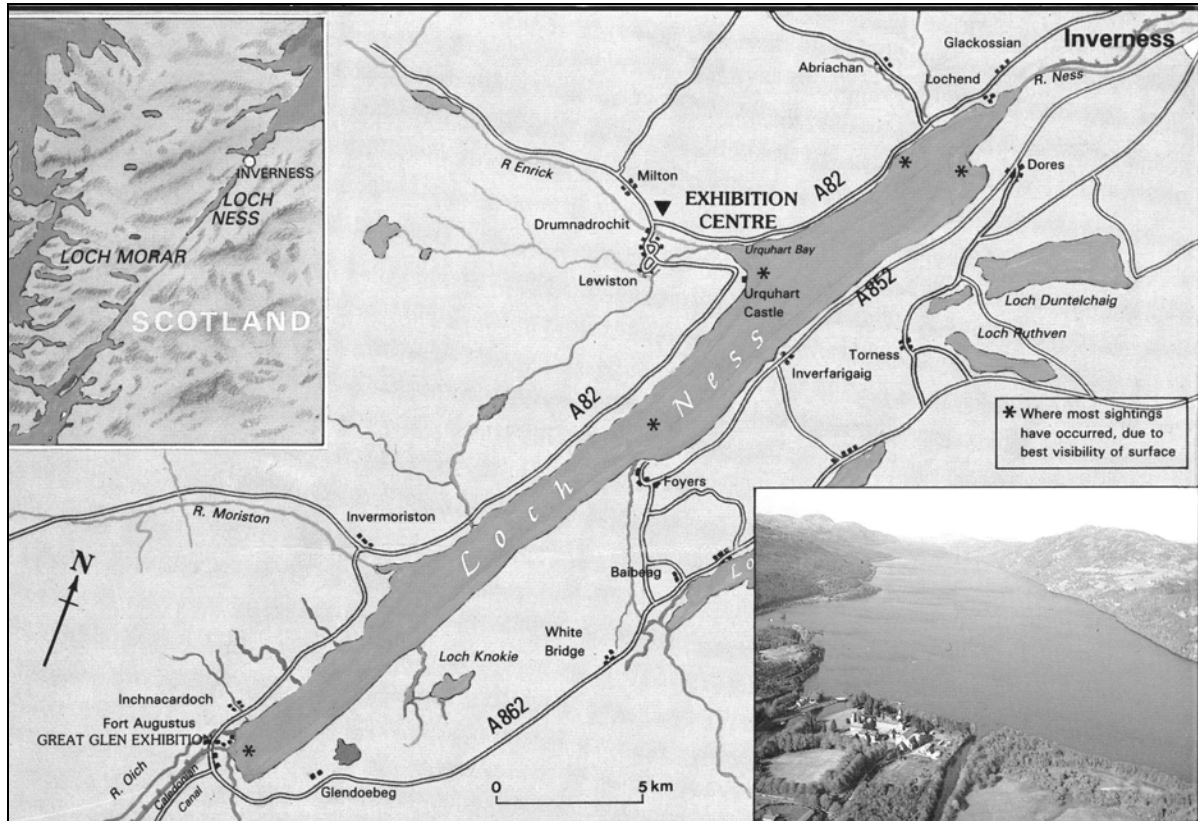 INVERNESS
LOCH
NESS
LOCH MORAR
SCOTLAND
Glackossian
Inverness
Abriachan
Lochend
R. Ness
R Enrick
Milton
A82
Dores
EXHIBITION
CENTRE
Drumnadrochit
Urquhart Bay
Lewiston
Urquhart
Castle
A852
Loch Duntelchaig
Loch Ruthven
Torness
Inverfarigaig
A82
Loch Ness
* Where most sightings
have occurred, due to
best visibility of surface
Foyers
R. Moriston
Invermoriston
N
Baibeag
Lo
White
Bridge
Loch Knokie
Inchnacardoch
A862
Fort Augustus
GREAT GLEN EXHIBITION
R. Oich
Caledonian
Canal
Glendoebeg
0 5 km